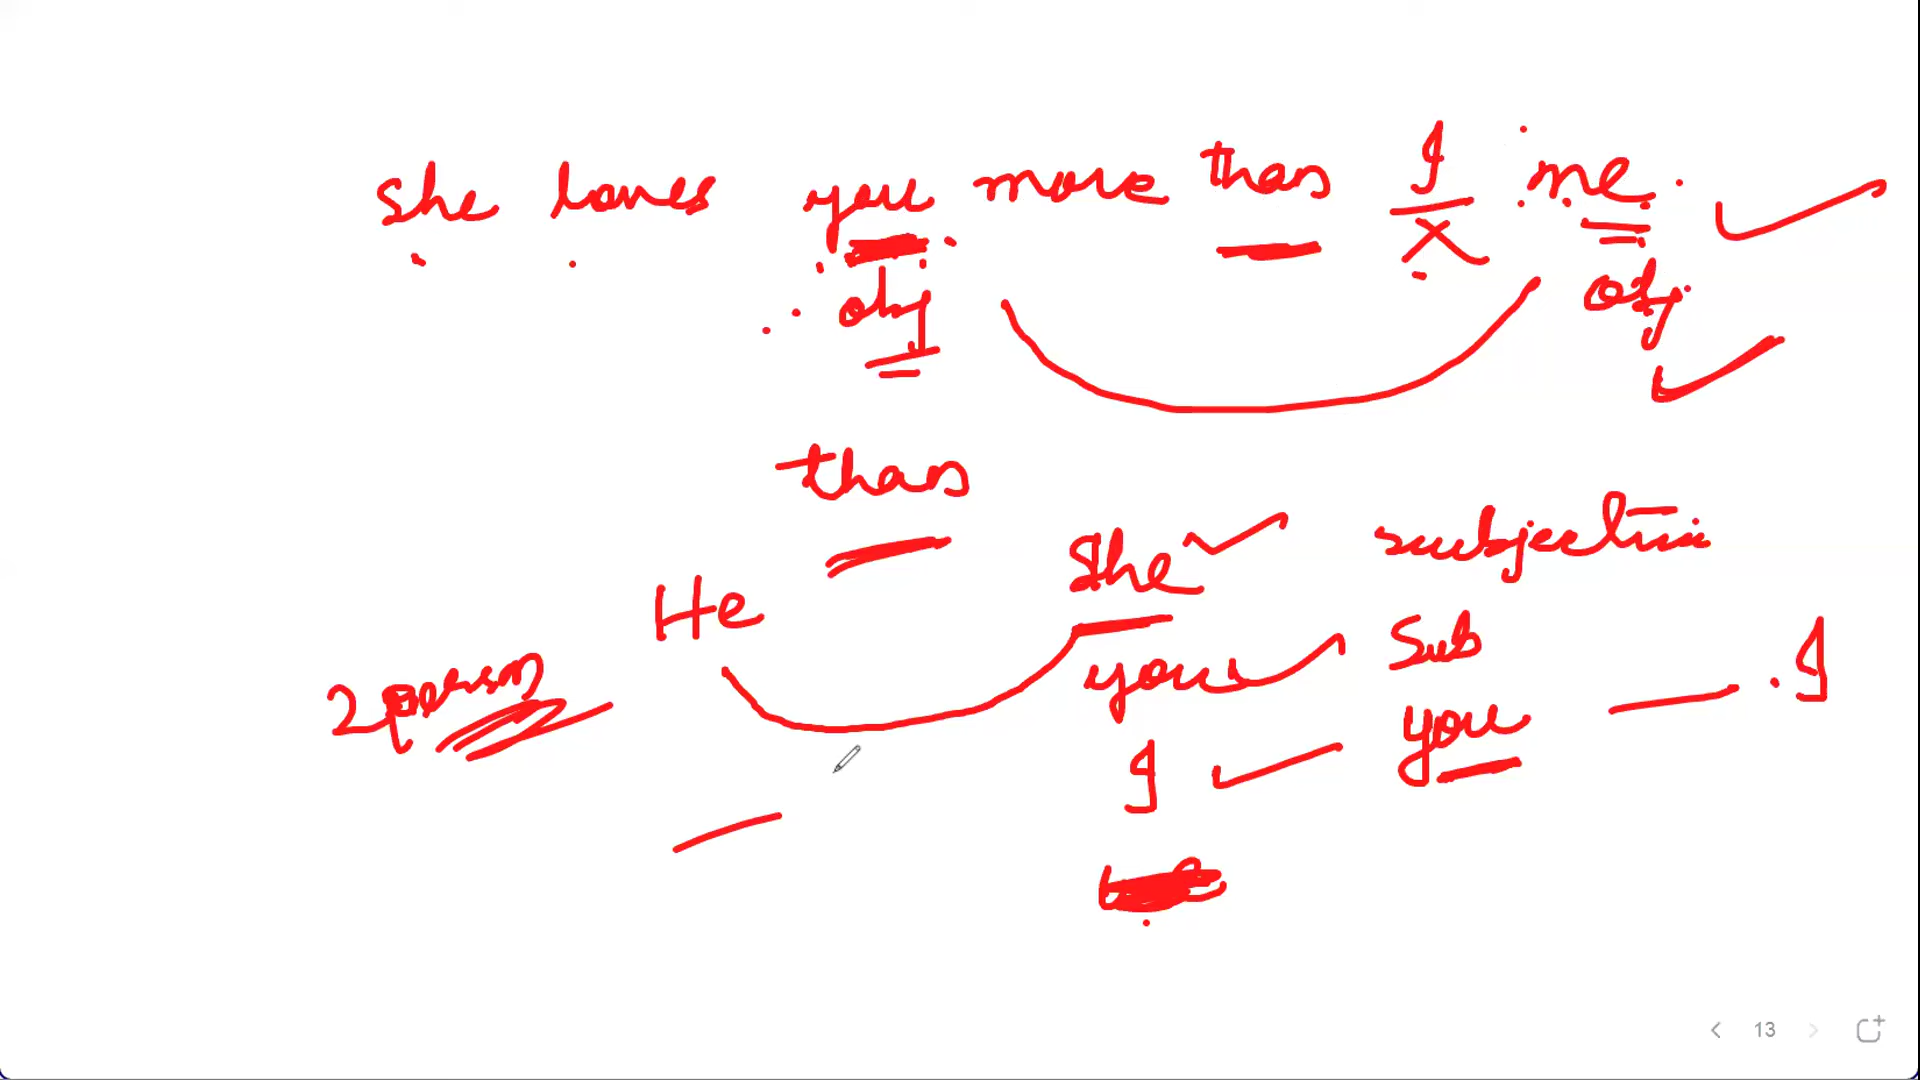 she loves you more than I me.
X
obj obj
than
She subjective
He
you Sub
2 person
you I
I
13